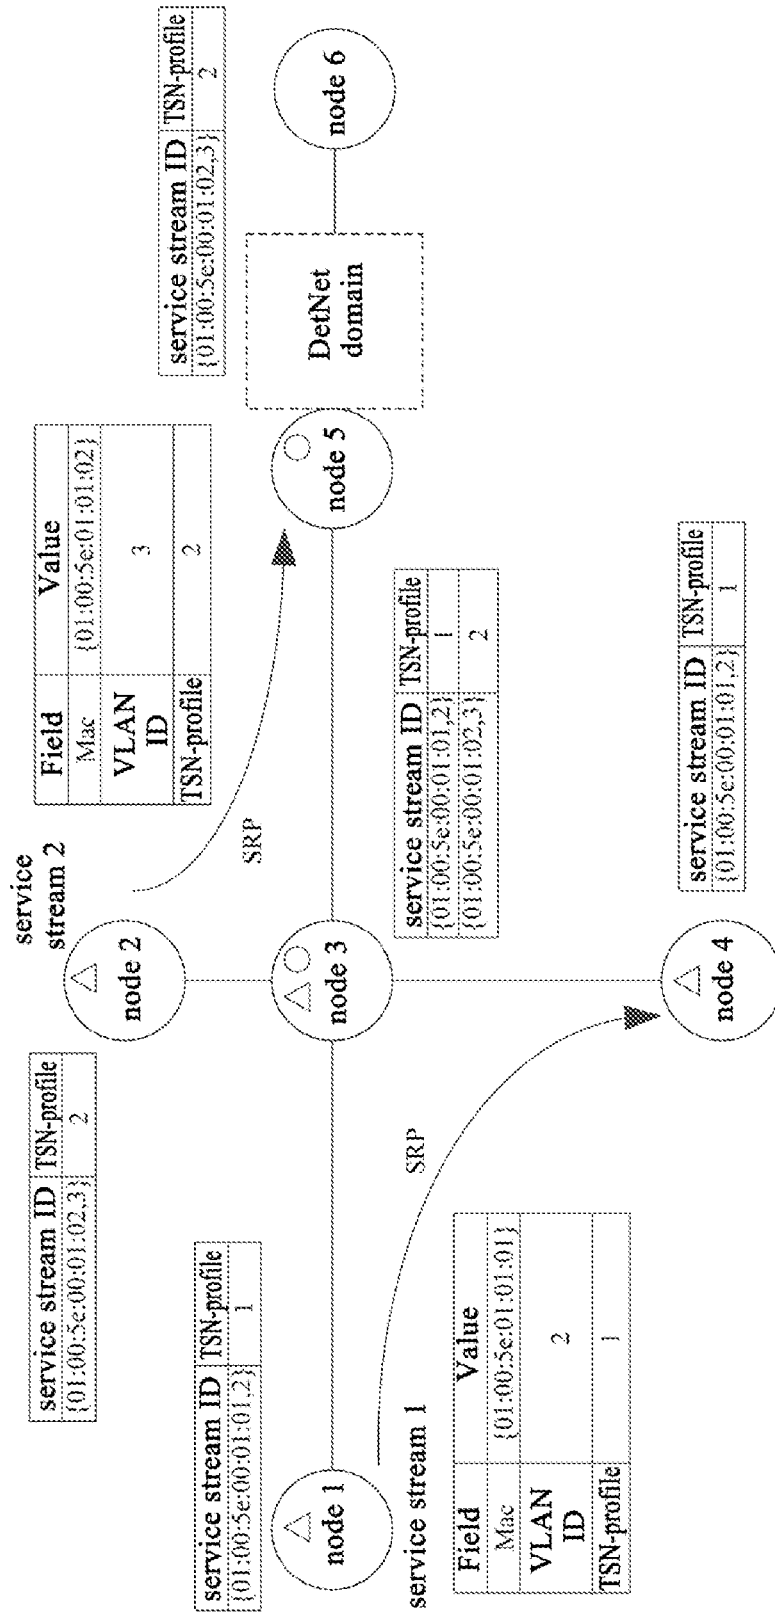 service stream ID TSN-profile
{01:00:5e:00:01:02,3} 2
service
stream 2
Field Value
Mac {01:00:5e:01:01:02}
VLAN
ID 3
TSN-profile 2
service stream ID TSN-profile
{01:00:5e:00:01:02,3} 2
node 2
SRP
service stream ID TSN-profile
{01:00:5e:00:01:01,2} 1
node 1
node 3
node 5
DetNet
domain
node 6
service stream ID TSN-profile
{01:00:5e:00:01:01,2} 1
{01:00:5e:00:01:02,3} 2
service stream 1
SRP
Field Value
Mac {01:00:5e:01:01:01}
VLAN
ID 2
TSN-profile 1
node 4
service stream ID TSN-profile
{01:00:5e:00:01:01,2} 1